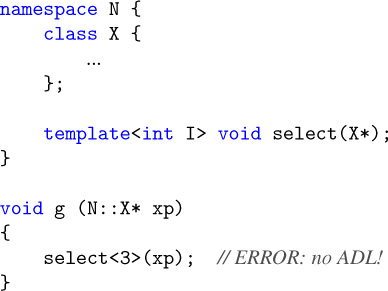 namespace N {
    class X {
        ...
    };

    template<int I> void select(X*);
}

void g (N::X* xp)
{
    select<3>(xp);  // ERROR: no ADL!
}